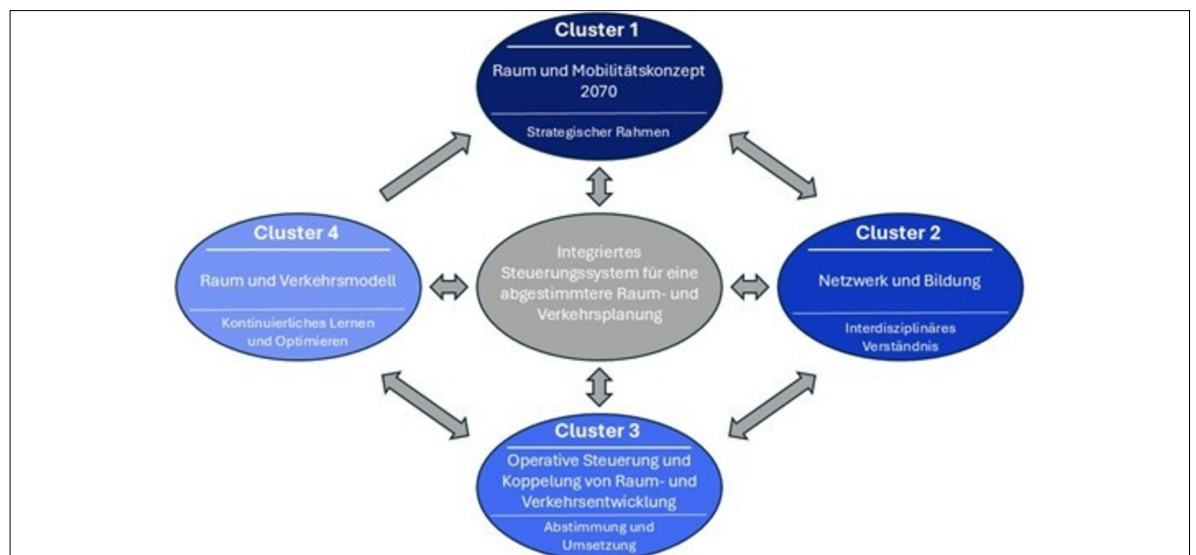 Cluster 1
Raum und Mobilitätskonzept
2070
Strategischer Rahmen
Cluster 4
Raum und Verkehrsmodell
Kontinuierliches Lernen
und Optimieren
Integriertes
Steuerungssystem für eine
abgestimmtere Raum- und
Verkehrsplanung
Cluster 2
Netzwerk und Bildung
Interdisziplinäres
Verständnis
Cluster 3
Operative Steuerung und
Koppelung von Raum- und
Verkehrsentwicklung
Abstimmung und
Umsetzung